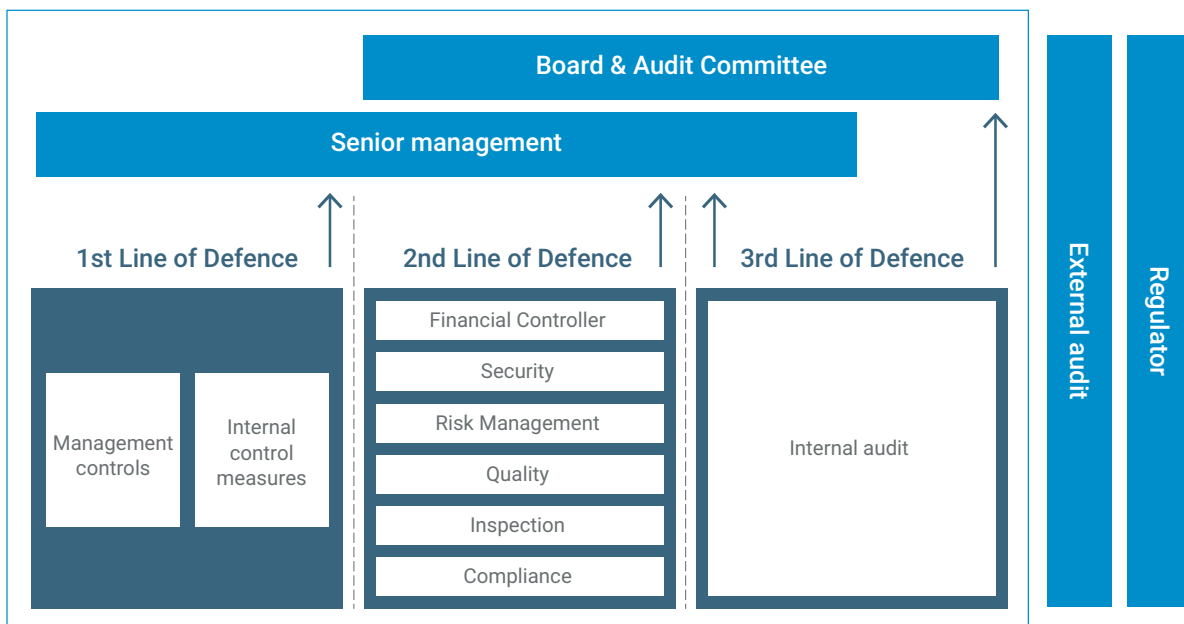 Board & Audit Committee
Senior management
1st Line of Defence
2nd Line of Defence
3rd Line of Defence
Management
controls
Internal
control
measures
Financial Controller
Security
Risk Management
Quality
Inspection
Compliance
Internal audit
External audit
Regulator